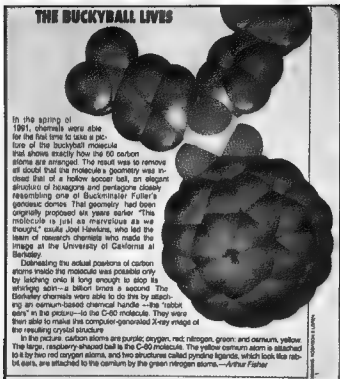 THE BUCKYBALL LIVES
In the spring of
1991, chemists were able
for the first time to take a pic-
ture of the buckyball molecule
that shows exactly how the 60 carbon
atoms are arranged. The result was to remove
all doubt that the molecule's geometry was in-
deed that of a hollow soccer ball, an elegant
structure of hexagons and pentagons closely
resembling one of Buckminster Fuller's
geodesic domes. That geometry had been
originally proposed six years earlier. "This
molecule is just as marvelous as we
thought," exults Joel Hawkins, who led the
team of research chemists who made the
image at the University of California at
Berkeley.
Delineating the actual positions of carbon
atoms inside the molecule was possible only
by latching onto it long enough to stop its
whirling spin—a billion times a second. The
Berkeley chemists were able to do this by attach-
ing an osmium-based chemical handle—the "rabbit
ears" in the picture—to the C-60 molecule. They were
then able to make this computer-generated X-ray image of
the resulting crystal structure.
In the picture, carbon atoms are purple; oxygen, red; nitrogen, green; and osmium, yellow.
The large, raspberry-shaped ball is the C-60 molecule. The yellow osmium atom is attached
to it by two red oxygen atoms, and two structures called pyridine ligands, which look like rab-
bit ears, are attached to the osmium by the green nitrogen atoms.—Arthur Fisher